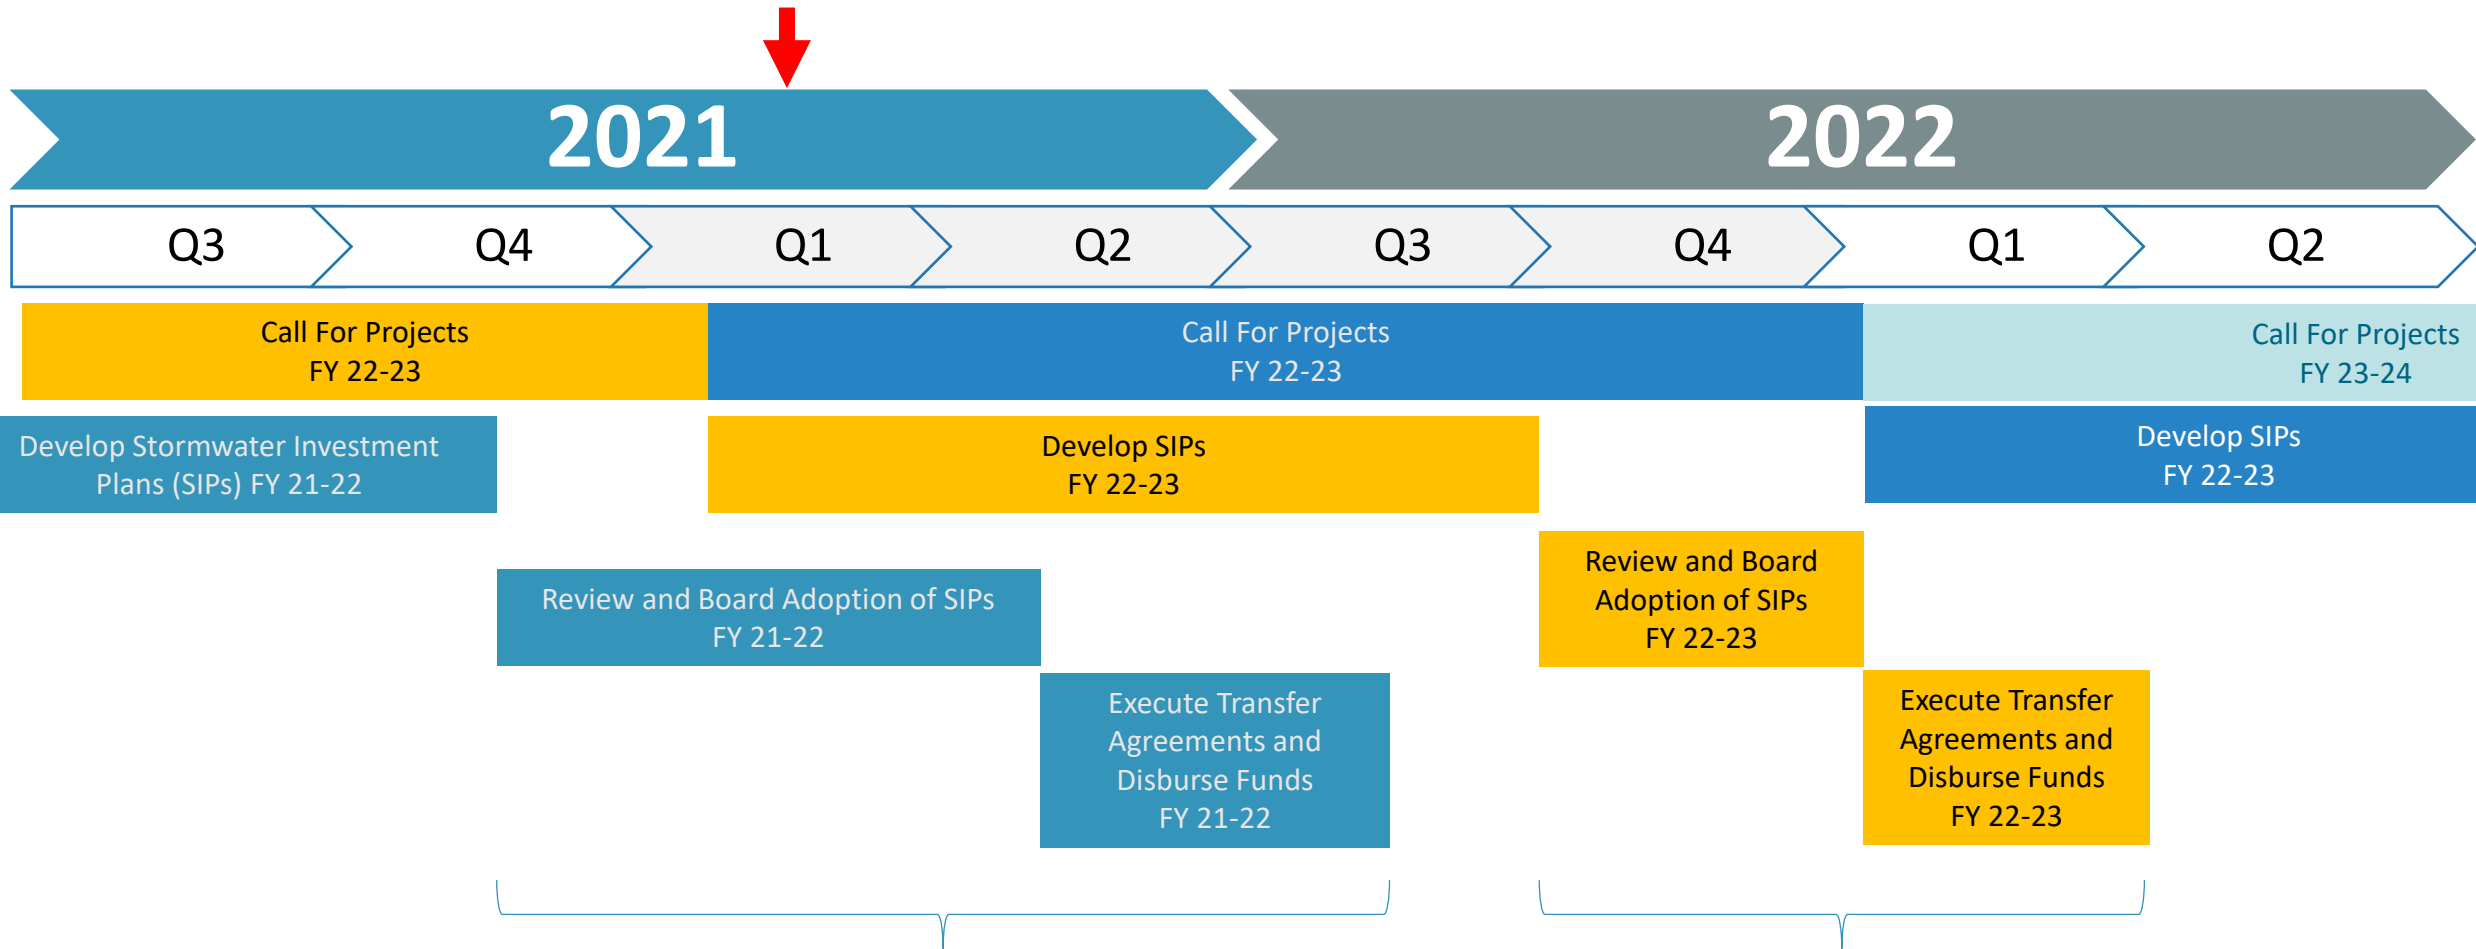 2021
2022
Q3
Q4
Q1
Q2
Q3
Q4
Q1
Q2
Call For Projects
FY 22-23
Call For Projects
FY 22-23
Call For Projects
FY 23-24
Develop Stormwater Investment
Plans (SIPs) FY 21-22
Develop SIPs
FY 22-23
Develop SIPs
FY 22-23
Review and Board Adoption of SIPs
FY 21-22
Review and Board
Adoption of SIPs
FY 22-23
Execute Transfer
Agreements and
Disburse Funds
FY 21-22
Execute Transfer
Agreements and
Disburse Funds
FY 22-23